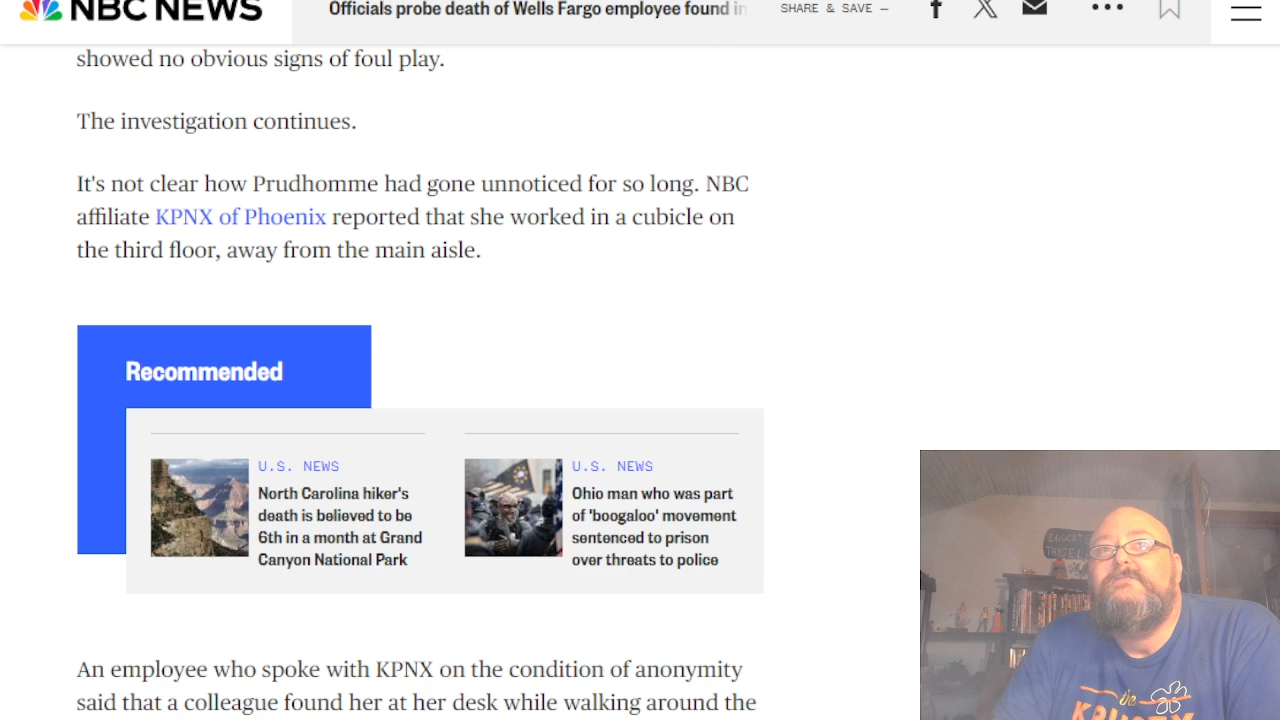 NBC NEWS
Officials probe death of Wells Fargo employee found in
SHARE & SAVE —
showed no obvious signs of foul play.
The investigation continues.
It's not clear how Prudhomme had gone unnoticed for so long. NBC
affiliate KPNX of Phoenix reported that she worked in a cubicle on
the third floor, away from the main aisle.
Recommended
U.S. NEWS
North Carolina hiker's
death is believed to be
6th in a month at Grand
Canyon National Park
U.S. NEWS
Ohio man who was part
of 'boogaloo' movement
sentenced to prison
over threats to police
An employee who spoke with KPNX on the condition of anonymity
said that a colleague found her at her desk while walking around the
EDUCATE
THYSELF
the